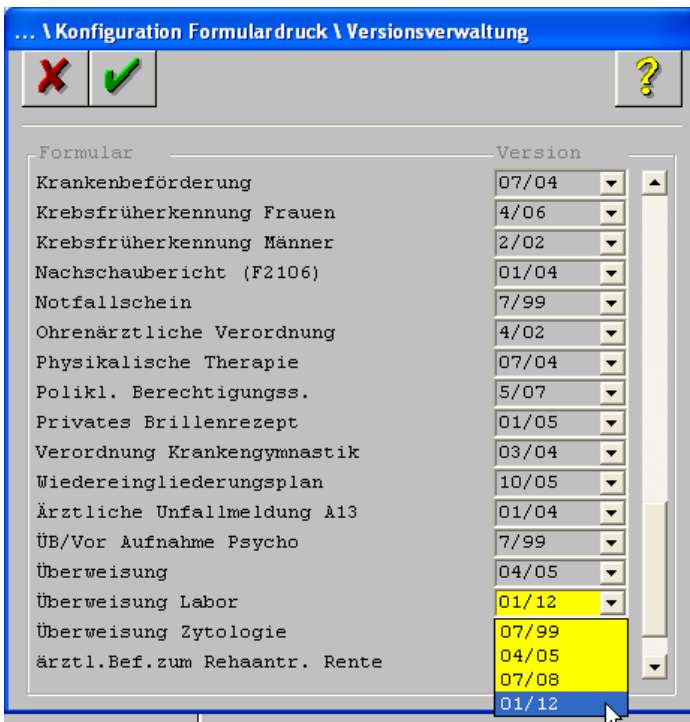 ... \ Konfiguration Formulardruck \ Versionsverwaltung
Formular Version
Krankenbeförderung 07/04
Krebsfrüherkennung Frauen 4/06
Krebsfrüherkennung Männer 2/02
Nachschaubericht (F2106) 01/04
Notfallschein 7/99
Ohrenärztliche Verordnung 4/02
Physikalische Therapie 07/04
Polikl. Berechtigungss. 5/07
Privates Brillenrezept 01/05
Verordnung Krankengymnastik 03/04
Wiedereingliederungsplan 10/05
Ärztliche Unfallmeldung A13 01/04
ÜB/Vor Aufnahme Psycho 7/99
Überweisung 04/05
Überweisung Labor 01/12
Überweisung Zytologie 07/99
04/05
ärztl.Bef.zum Rehaantr. Rente 07/08
01/12